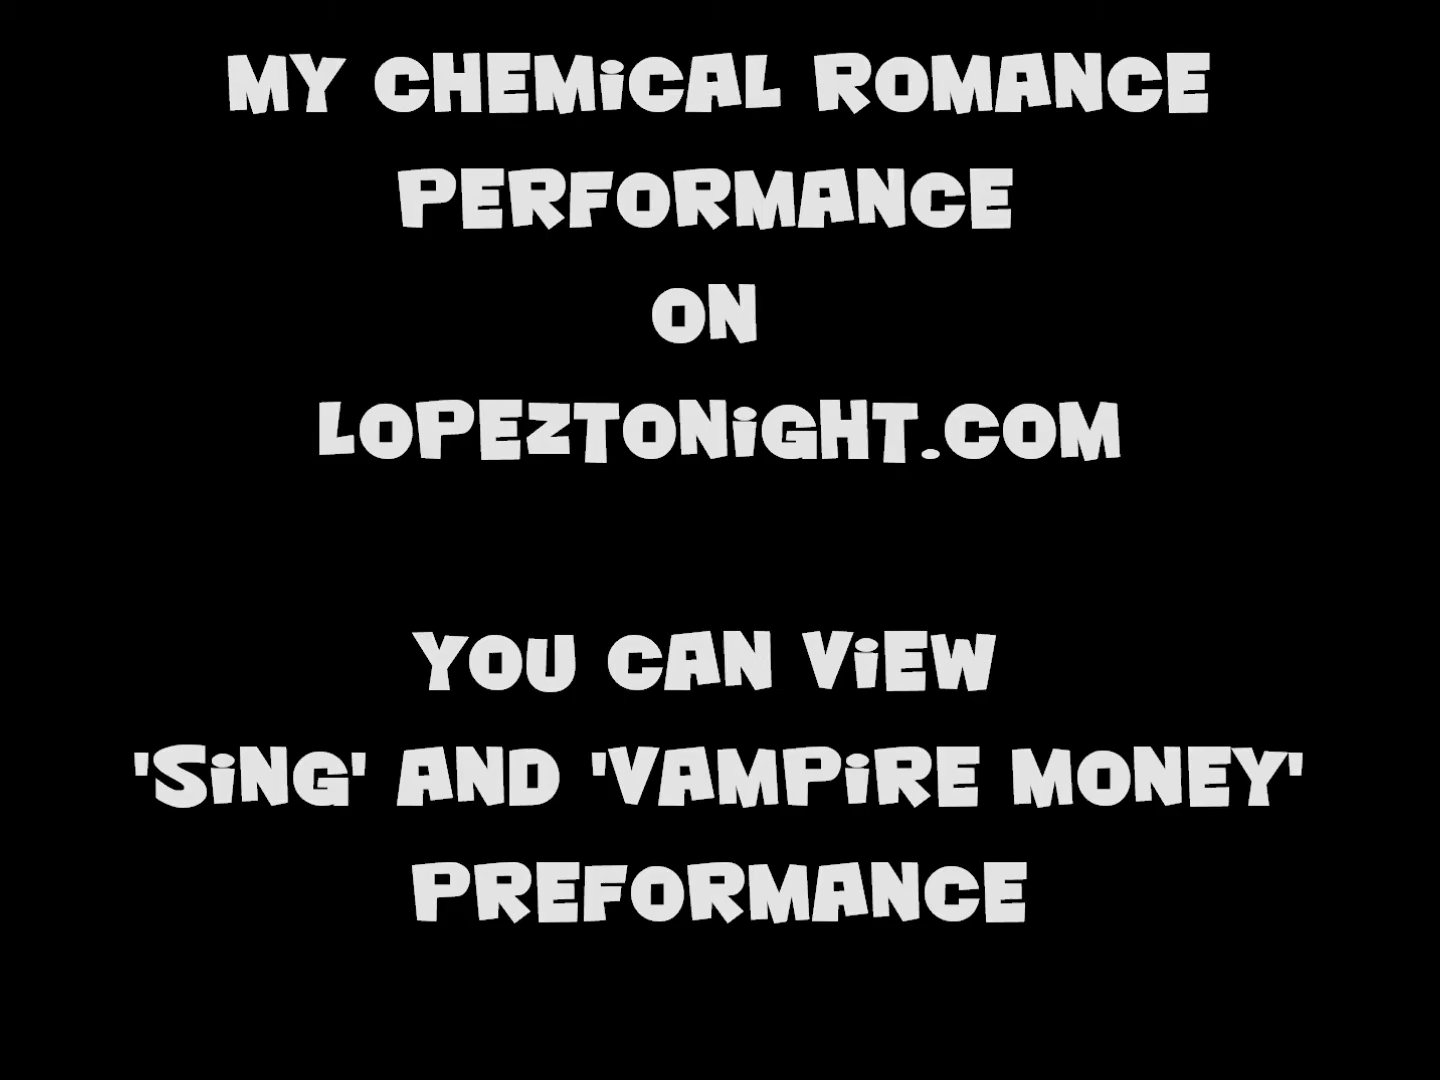 MY CHEMiCAL ROMANCE
PERFORMANCE
ON
LOPEZTONiGHT.COM
YOU CAN ViEW
'SiNG' AND 'VAMPiRE MONEY'
PREFORMANCE